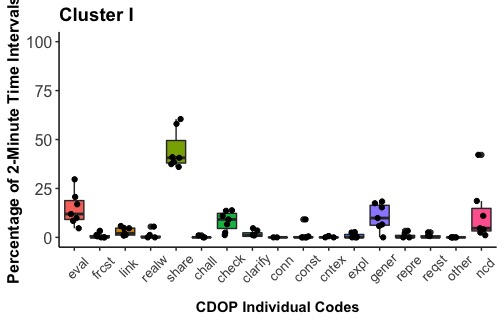 Cluster I
Percentage of 2-Minute Time Intervals
100
75
50
25
0
eval
frcst
link
realw
share
chall
check
clarify
conn
const
cntex
expl
gener
repre
reqst
other
ncd
CDOP Individual Codes